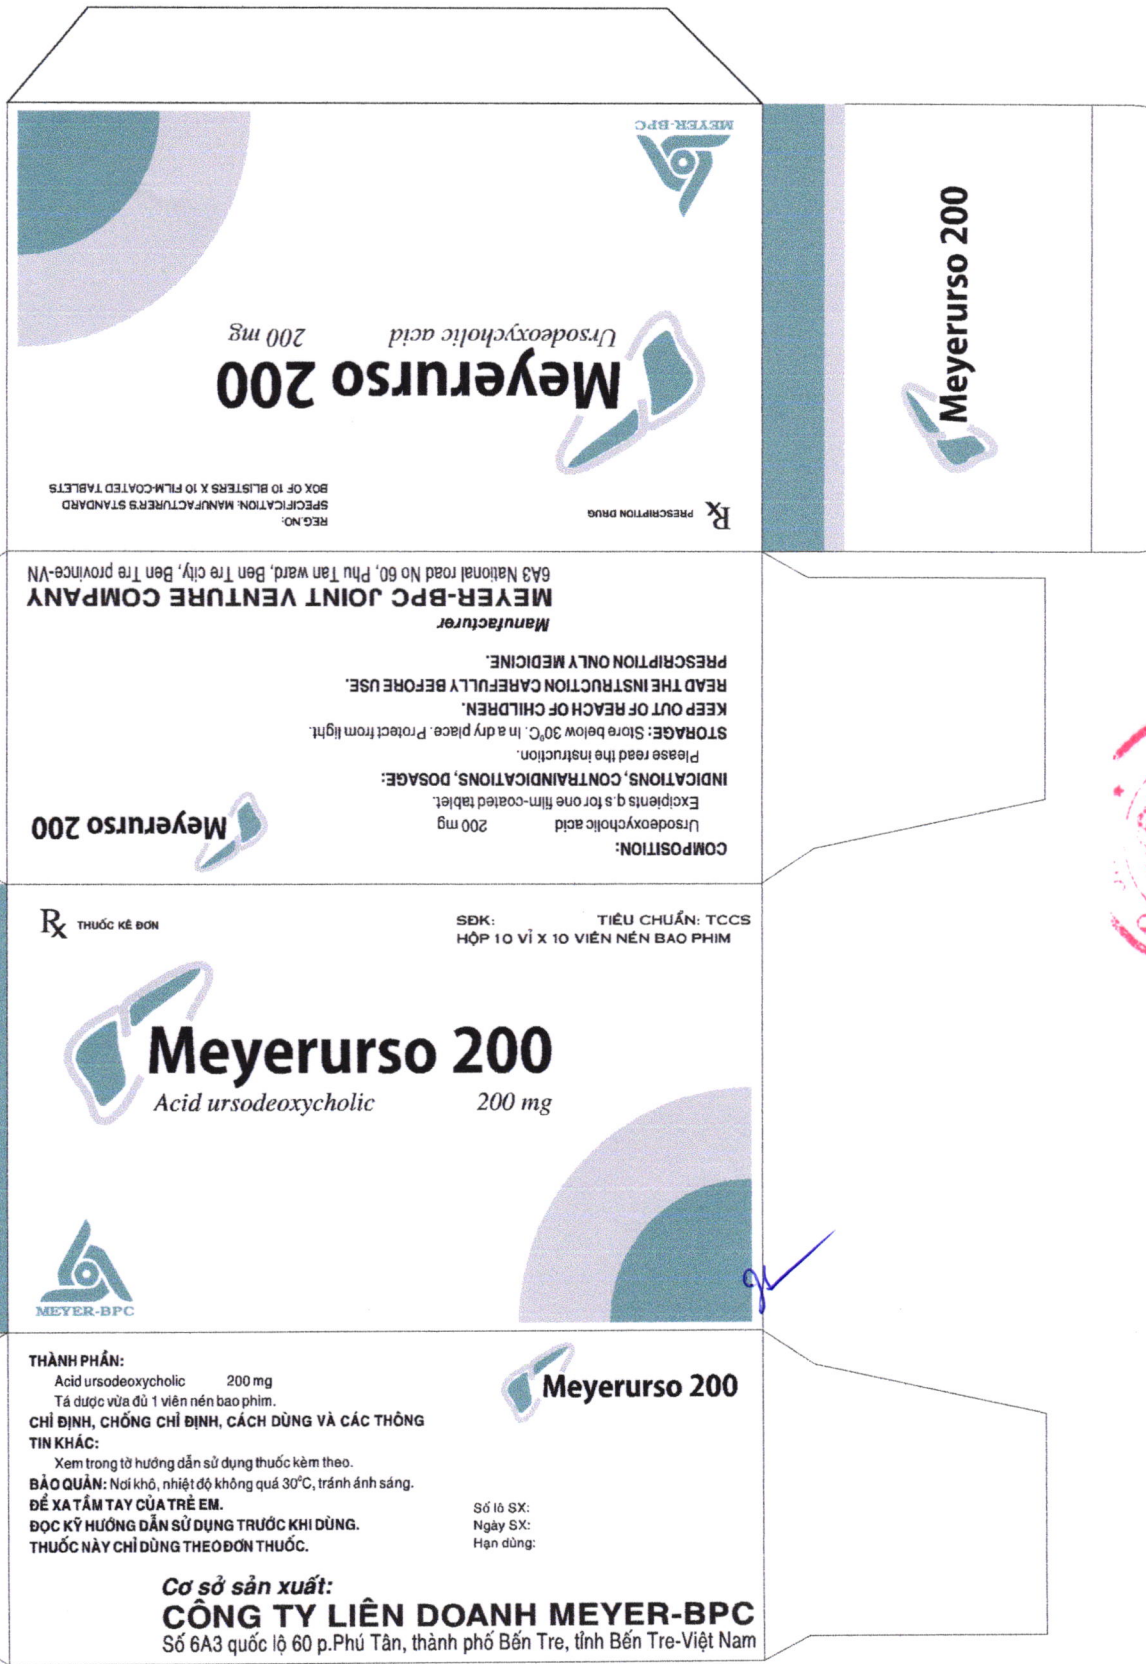 MEYER-BPC
Ursodeoxycholic acid 200 mg
Meyerurso 200
Rx PRESCRIPTION DRUG
REG.NO:
SPECIFICATION: MANUFACTURER'S STANDARD
BOX OF 10 BLISTERS X 10 FILM-COATED TABLETS
Meyerurso 200
COMPOSITION:
Ursodeoxycholic acid 200 mg
Excipients q.s for one film-coated tablet.
INDICATIONS, CONTRAINDICATIONS, DOSAGE:
Please read the instruction.
STORAGE: Store below 30°C. In a dry place. Protect from light.
KEEP OUT OF REACH OF CHILDREN.
READ THE INSTRUCTION CAREFULLY BEFORE USE.
PRESCRIPTION ONLY MEDICINE.
Meyerurso 200
Manufacturer
MEYER-BPC JOINT VENTURE COMPANY
6A3 National road No 60, Phu Tan ward, Ben Tre city, Ben Tre province-VN
Rx THUỐC KÊ ĐƠN
SĐK: TIÊU CHUẨN: TCCS
HỘP 10 VỈ X 10 VIÊN NÉN BAO PHIM
Meyerurso 200
Acid ursodeoxycholic 200 mg
MEYER-BPC
THÀNH PHẦN:
Acid ursodeoxycholic 200 mg
Tá dược vừa đủ 1 viên nén bao phim.
CHỈ ĐỊNH, CHỐNG CHỈ ĐỊNH, CÁCH DÙNG VÀ CÁC THÔNG
TIN KHÁC:
Xem trong tờ hướng dẫn sử dụng thuốc kèm theo.
BẢO QUẢN: Nơi khô, nhiệt độ không quá 30°C, tránh ánh sáng.
ĐỂ XA TẦM TAY CỦA TRẺ EM.
ĐỌC KỸ HƯỚNG DẪN SỬ DỤNG TRƯỚC KHI DÙNG.
THUỐC NÀY CHỈ DÙNG THEO ĐƠN THUỐC.
Meyerurso 200
Số lô SX:
Ngày SX:
Hạn dùng:
Cơ sở sản xuất:
CÔNG TY LIÊN DOANH MEYER-BPC
Số 6A3 quốc lộ 60 p.Phú Tân, thành phố Bến Tre, tỉnh Bến Tre-Việt Nam